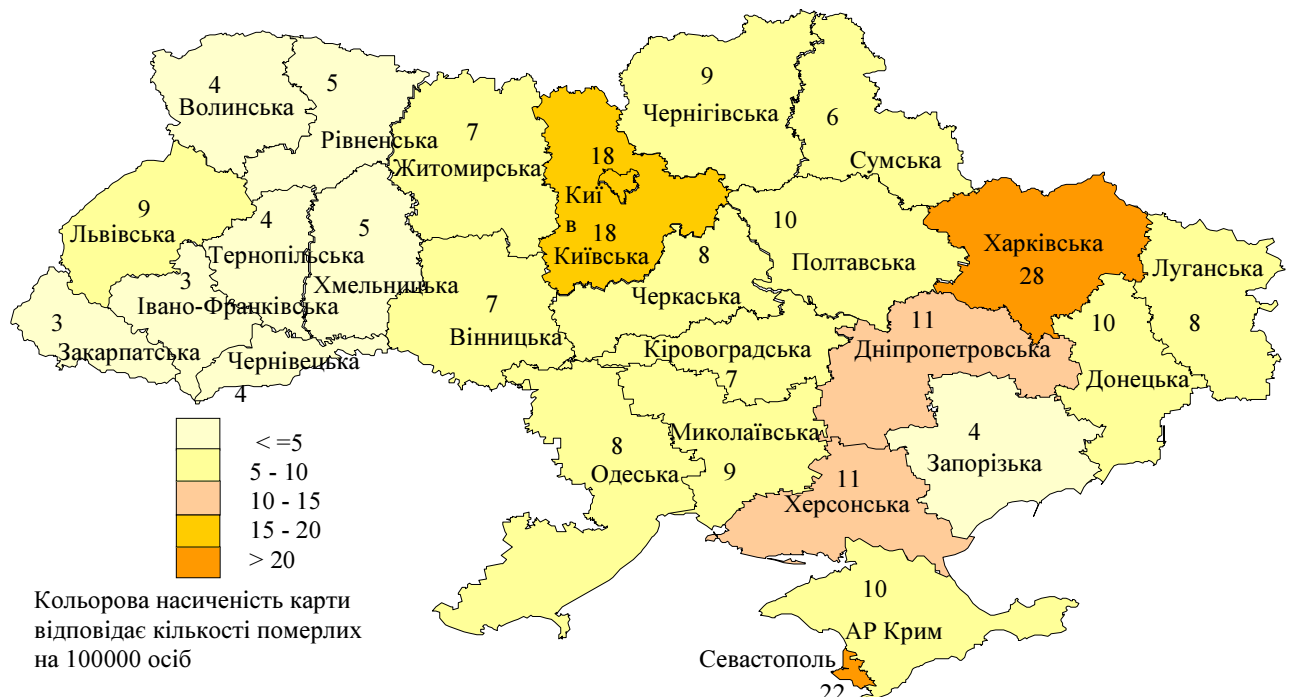 4
Волинська
5
Рівненська
7
Житомирська
18
Киї
в
18
Київська
9
Чернігівська
6
Сумська
9
Львівська
4
Тернопільська
5
Хмельницька
3
Івано-Франківська
3
Закарпатська
Чернівецька
4
7
Вінницька
8
Черкаська
10
Полтавська
Харківська
28
Луганська
8
Кіровоградська
7
11
Дніпропетровська
10
Донецька
8
Одеська
Миколаївська
9
4
Запорізька
11
Херсонська
10
АР Крим
Севастополь
22
< =5
5 - 10
10 - 15
15 - 20
> 20
Кольорова насиченість карти
відповідає кількості померлих
на 100000 осіб